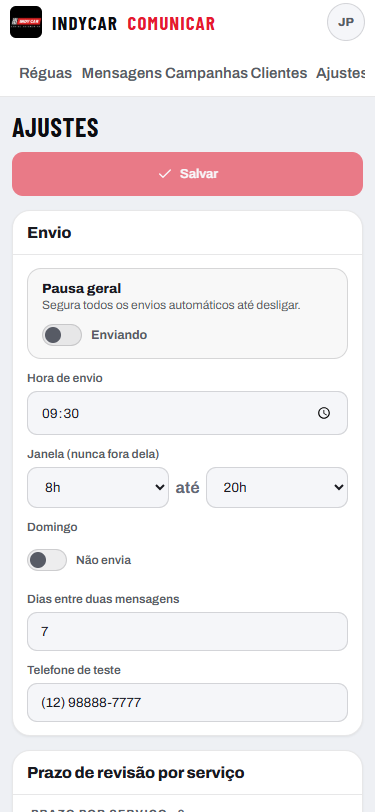 INDY CAR
INDYCAR COMUNICAR
JP
Réguas Mensagens Campanhas Clientes Ajustes
AJUSTES
Salvar
Envio
Pausa geral
Segura todos os envios automáticos até desligar.
Enviando
Hora de envio
09:30
Janela (nunca fora dela)
8h até 20h
Domingo
Não envia
Dias entre duas mensagens
7
Telefone de teste
(12) 98888-7777
Prazo de revisão por serviço